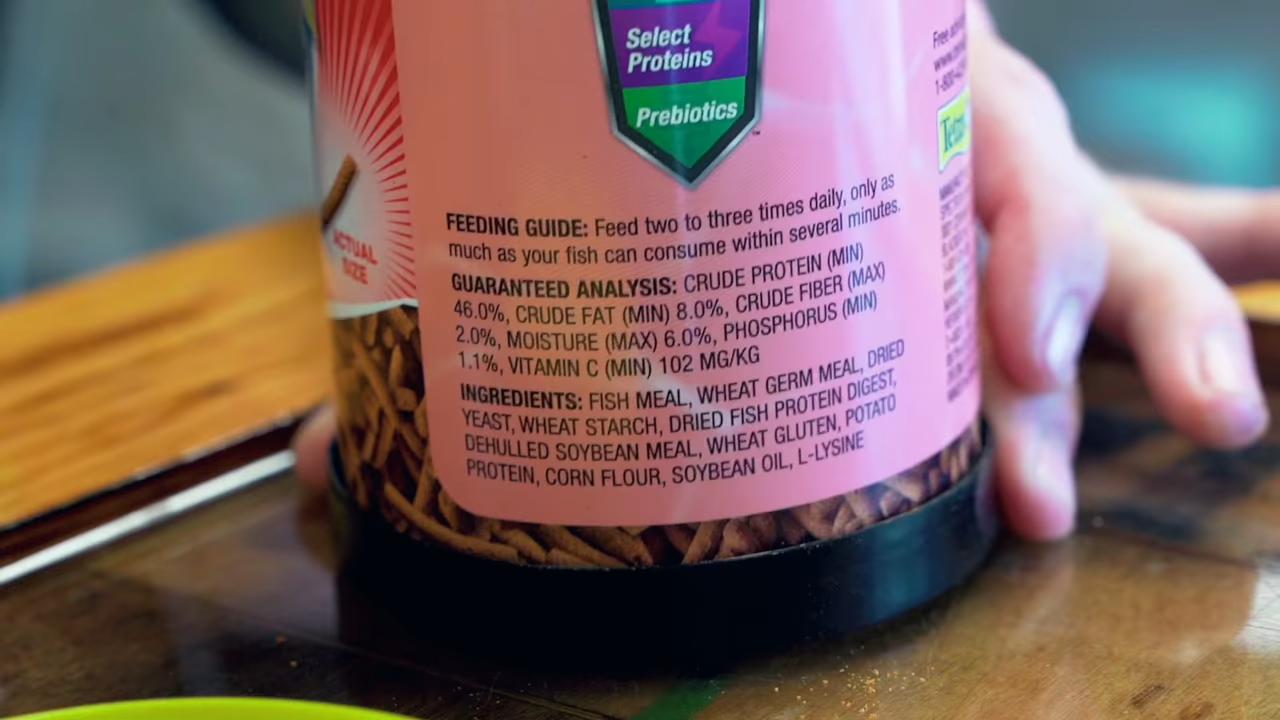 Select
Proteins
Prebiotics
™
FEEDING GUIDE: Feed two to three times daily, only as
much as your fish can consume within several minutes.
GUARANTEED ANALYSIS: CRUDE PROTEIN (MIN)
46.0%, CRUDE FAT (MIN) 8.0%, CRUDE FIBER (MAX)
2.0%, MOISTURE (MAX) 6.0%, PHOSPHORUS (MIN)
1.1%, VITAMIN C (MIN) 102 MG/KG
INGREDIENTS: FISH MEAL, WHEAT GERM MEAL, DRIED
YEAST, WHEAT STARCH, DRIED FISH PROTEIN DIGEST,
DEHULLED SOYBEAN MEAL, WHEAT GLUTEN, POTATO
PROTEIN, CORN FLOUR, SOYBEAN OIL, L-LYSINE
ACTUAL
SIZE
Free
1-800-